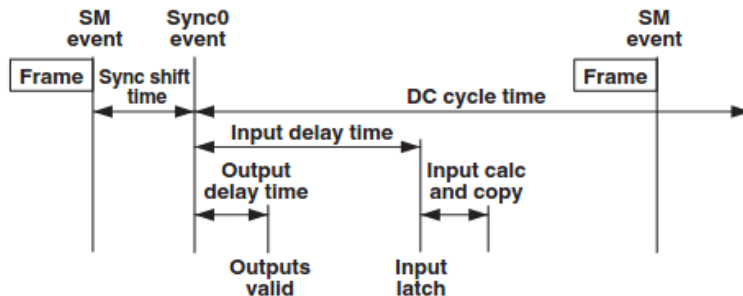 SM
event
Sync0
event
SM
event
Frame
Sync shift
time
Frame
DC cycle time
Input delay time
Output
delay time
Input calc
and copy
Outputs
valid
Input
latch